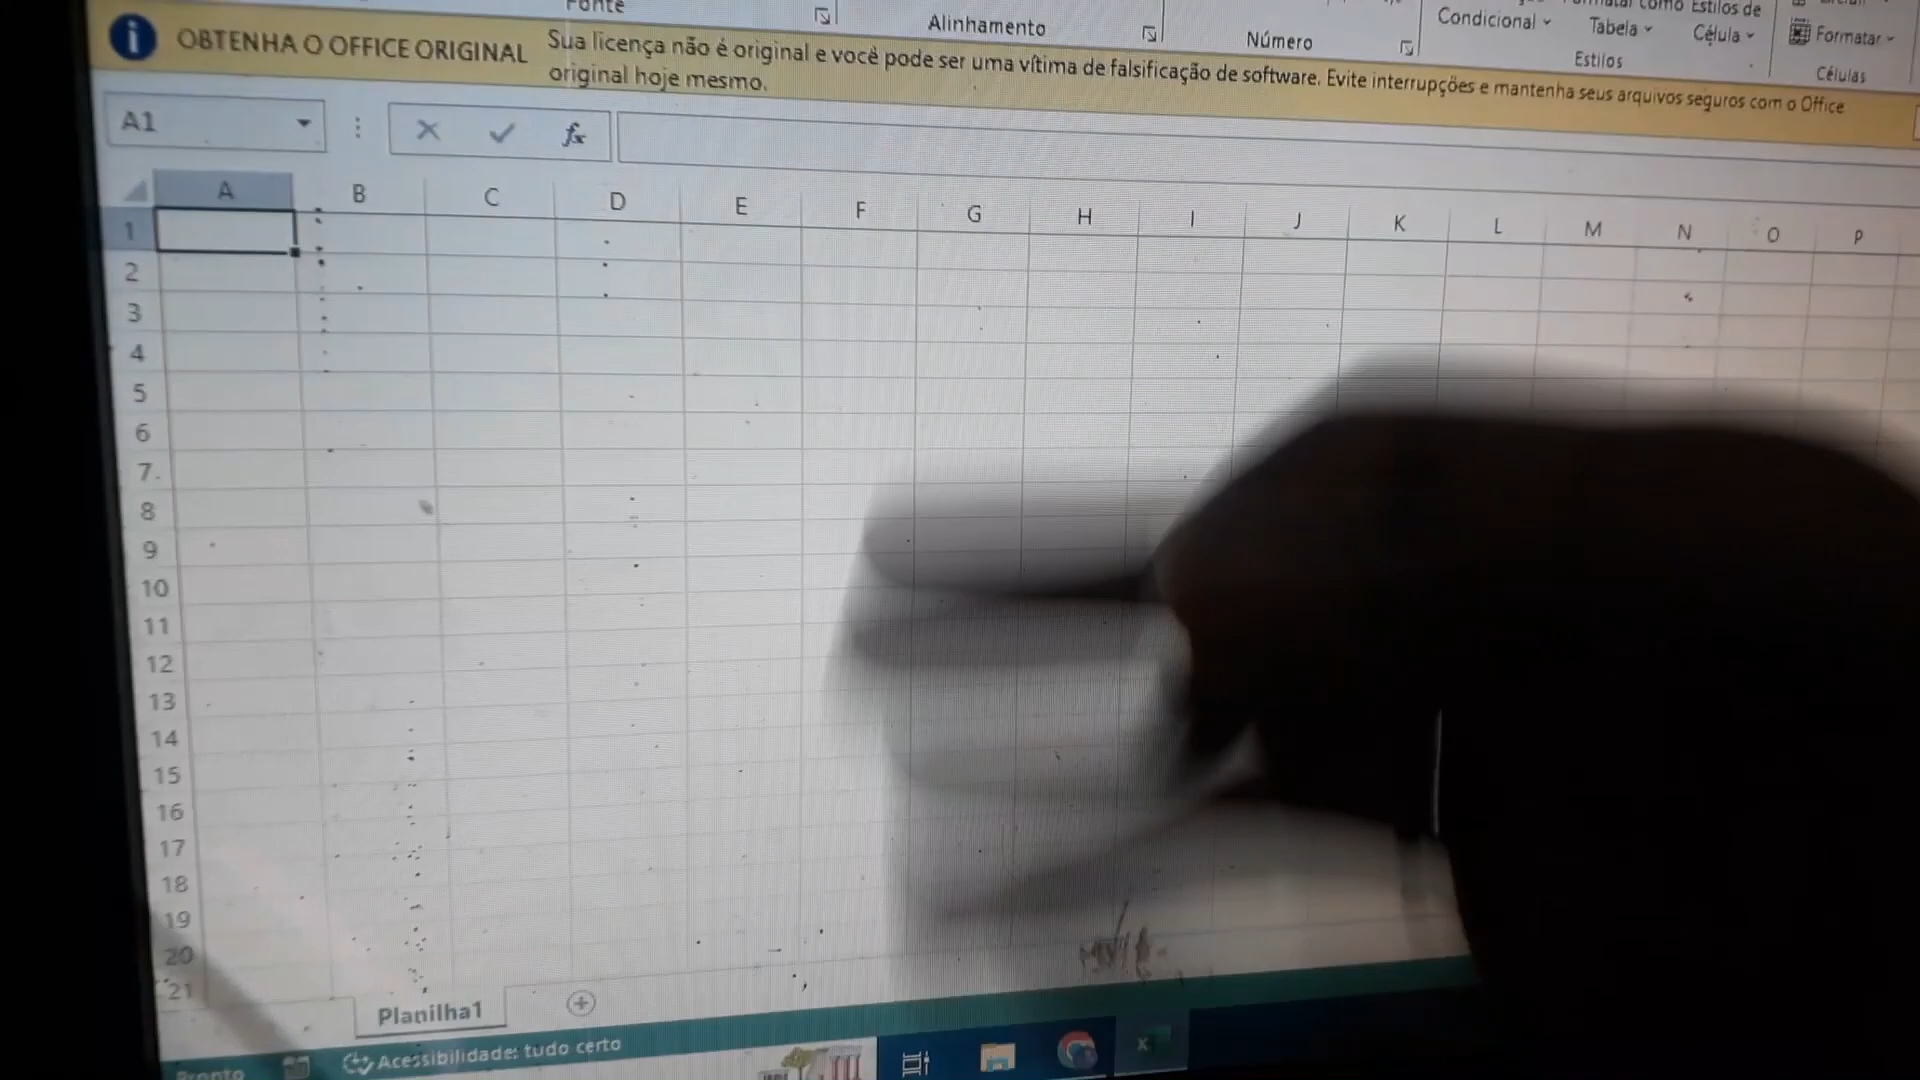 Fonte
Alinhamento
Número
Condicional
Formatar como
Tabela
Estilos de
Célula
Estilos
Formatar
Células
OBTENHA O OFFICE ORIGINAL
Sua licença não é original e você pode ser uma vítima de falsificação de software. Evite interrupções e mantenha seus arquivos seguros com o Office
original hoje mesmo.
A1
fx
A B C D E F G H I J K L M N O P
1
2
3
4
5
6
7
8
9
10
11
12
13
14
15
16
17
18
19
20
21
Planilha1
Pronto
Acessibilidade: tudo certo